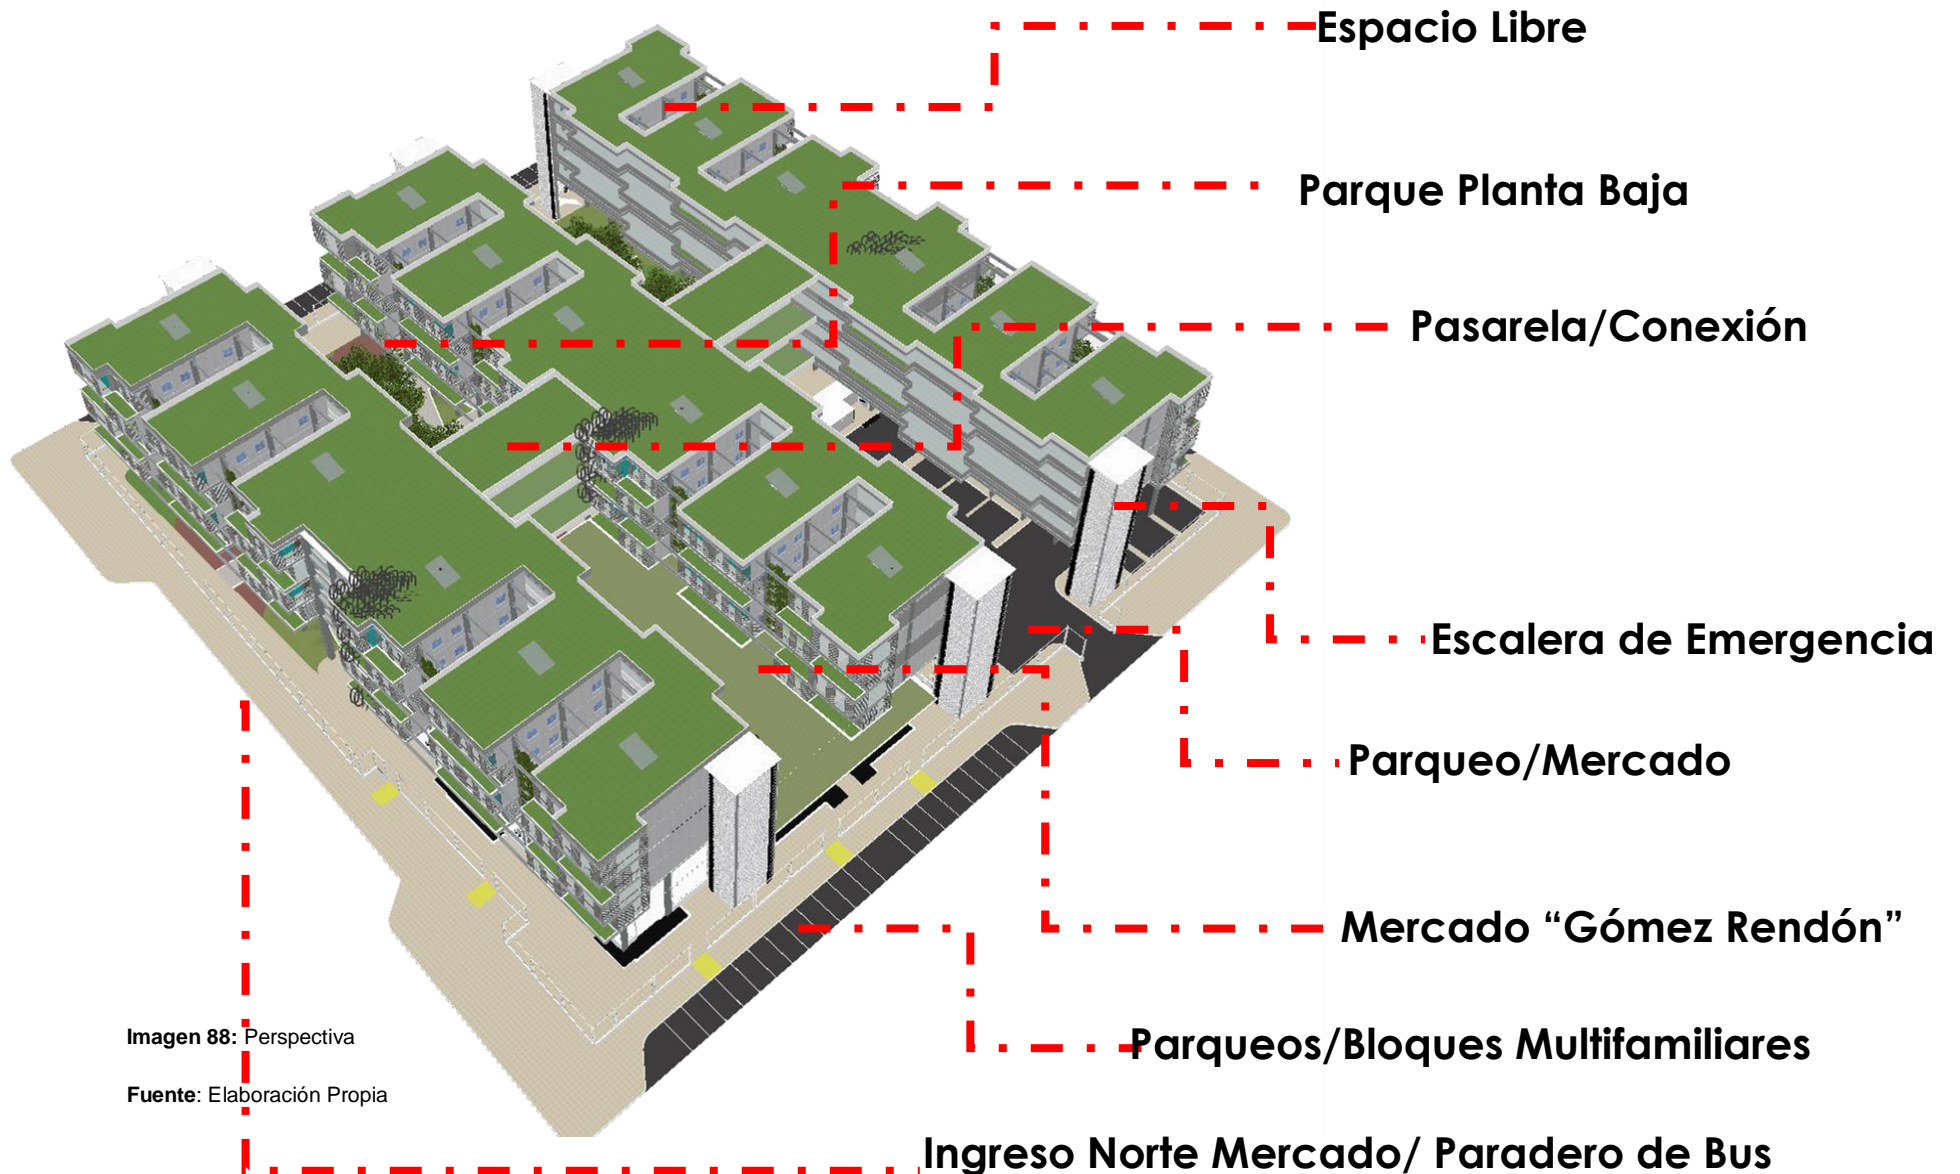 Espacio Libre
Parque Planta Baja
Pasarela/Conexión
Escalera de Emergencia
Parqueo/Mercado
Mercado “Gómez Rendón”
Parqueos/Bloques Multifamiliares
Ingreso Norte Mercado/ Paradero de Bus
Imagen 88: Perspectiva
Fuente: Elaboración Propia